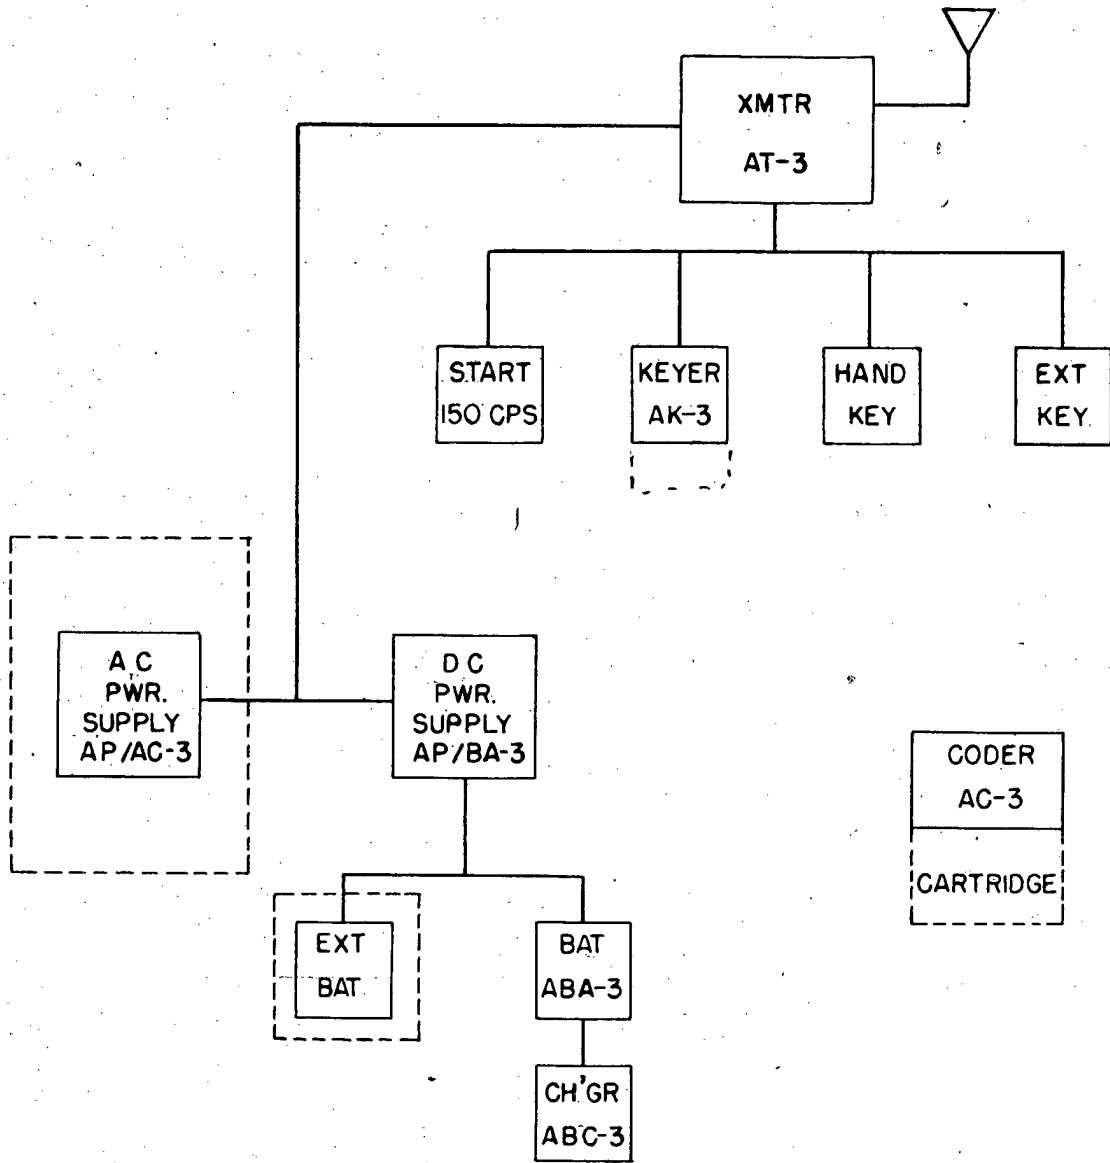 XMTR
AT-3
START
150 CPS
KEYER
AK-3
HAND
KEY
EXT
KEY.
A C
PWR.
SUPPLY
AP/AC-3
D C
PWR.
SUPPLY
AP/BA-3
CODER
AC-3
CARTRIDGE
EXT
BAT.
BAT
ABA-3
CH'GR
ABC-3